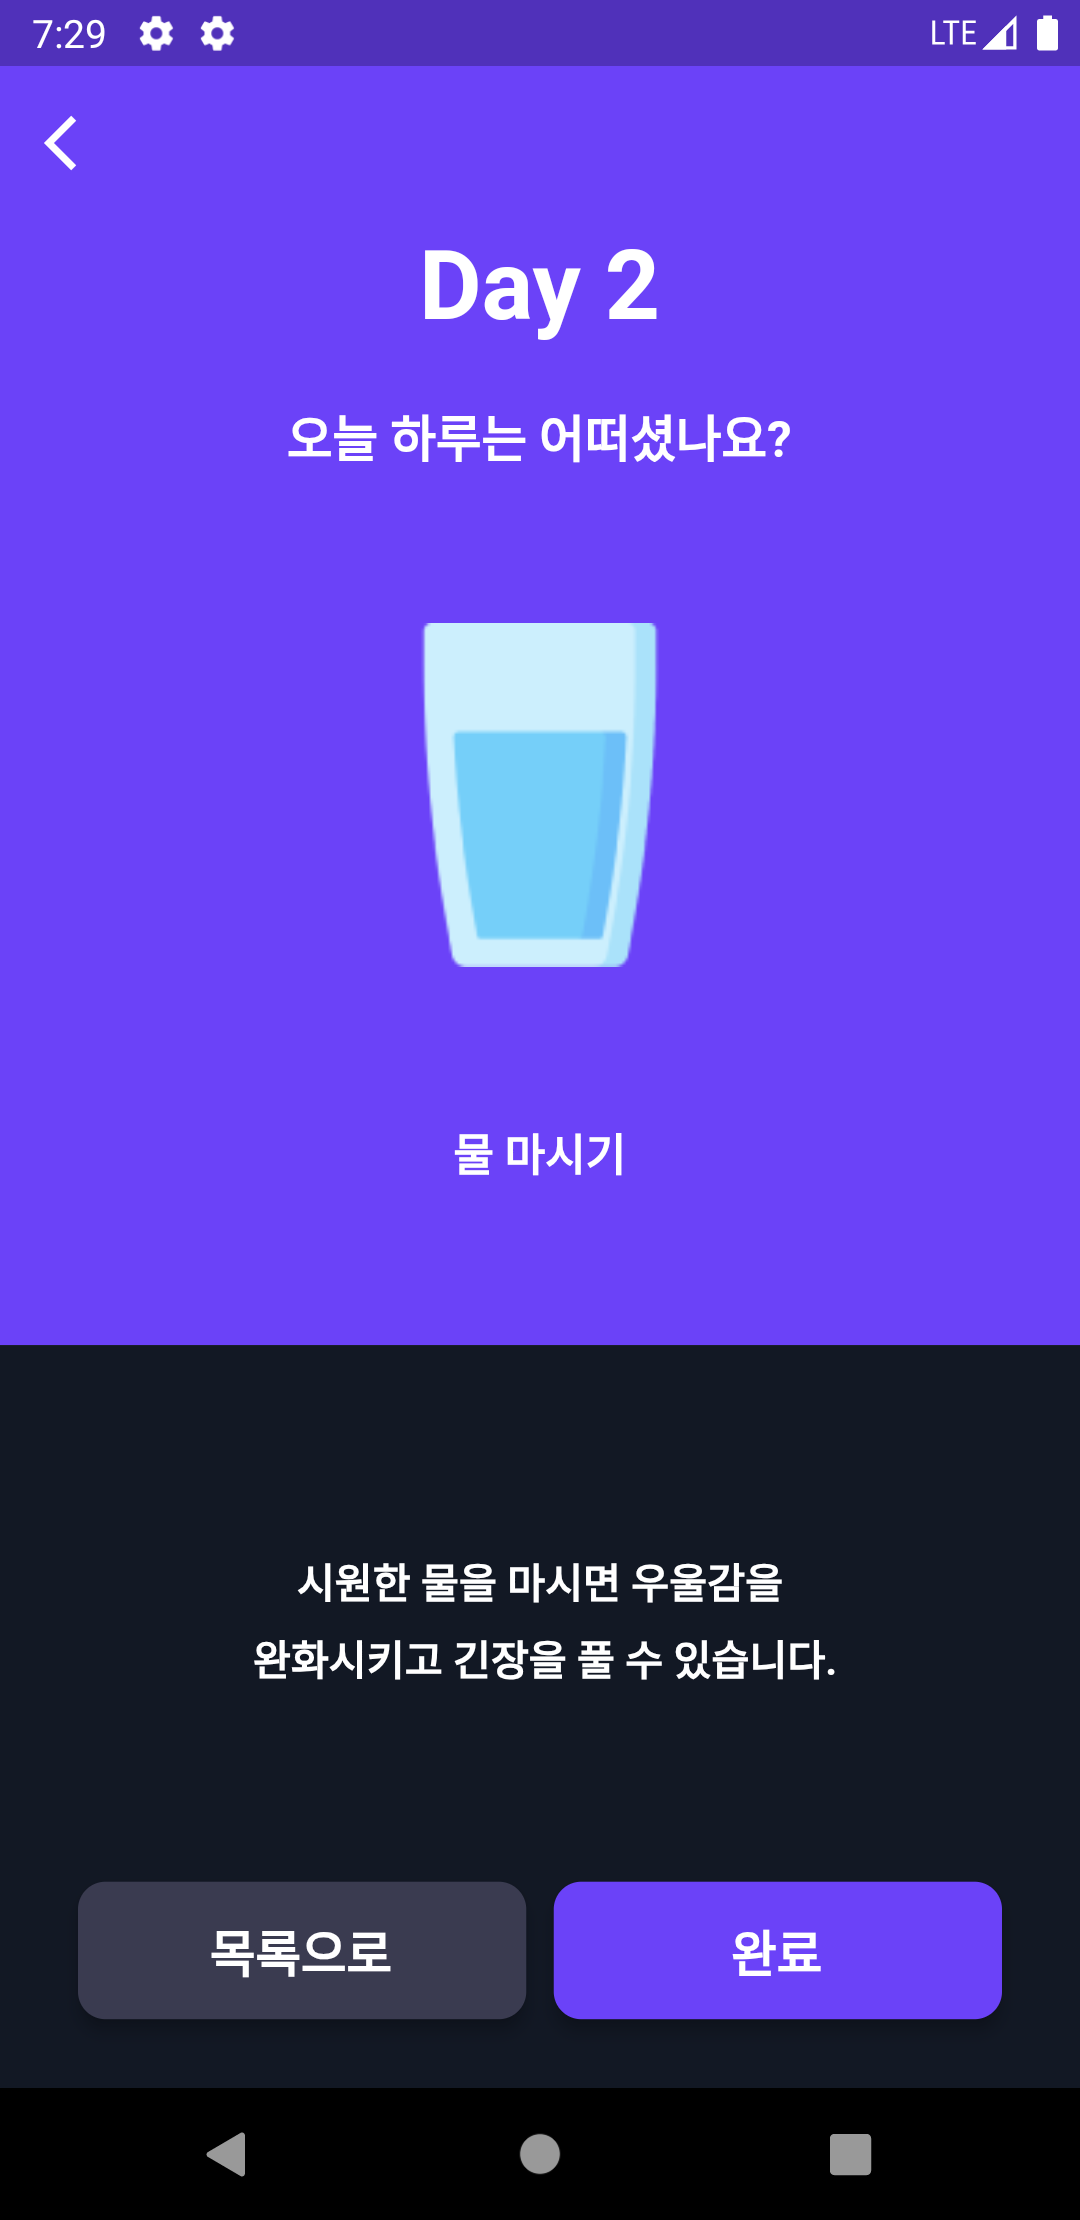 7:29
LTE
Day 2
오늘 하루는 어떠셨나요?
물 마시기
시원한 물을 마시면 우울감을
완화시키고 긴장을 풀 수 있습니다.
목록으로
완료